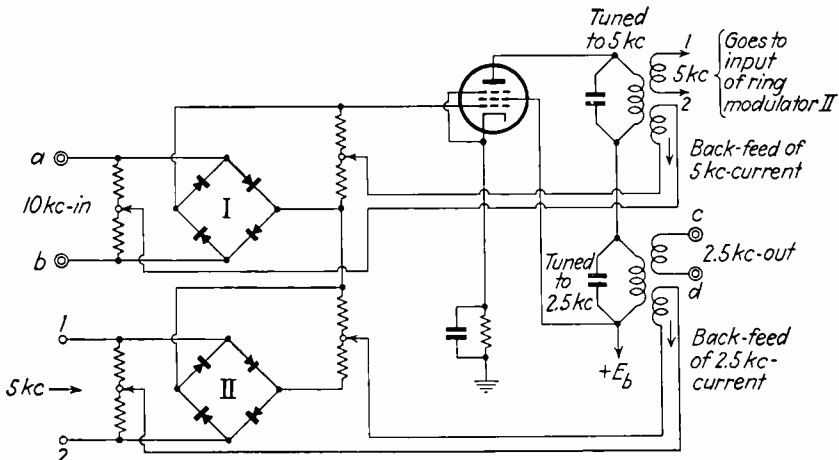 Tuned
to 5 kc
1
5 kc
2
Goes to
input
of ring
modulator II
a
10 kc-in
b
I
Back-feed of
5 kc-current
c
2.5 kc-out
d
Tuned
to
2.5 kc
+E_b
Back-feed
of 2.5 kc-
current
1
5 kc
2
II